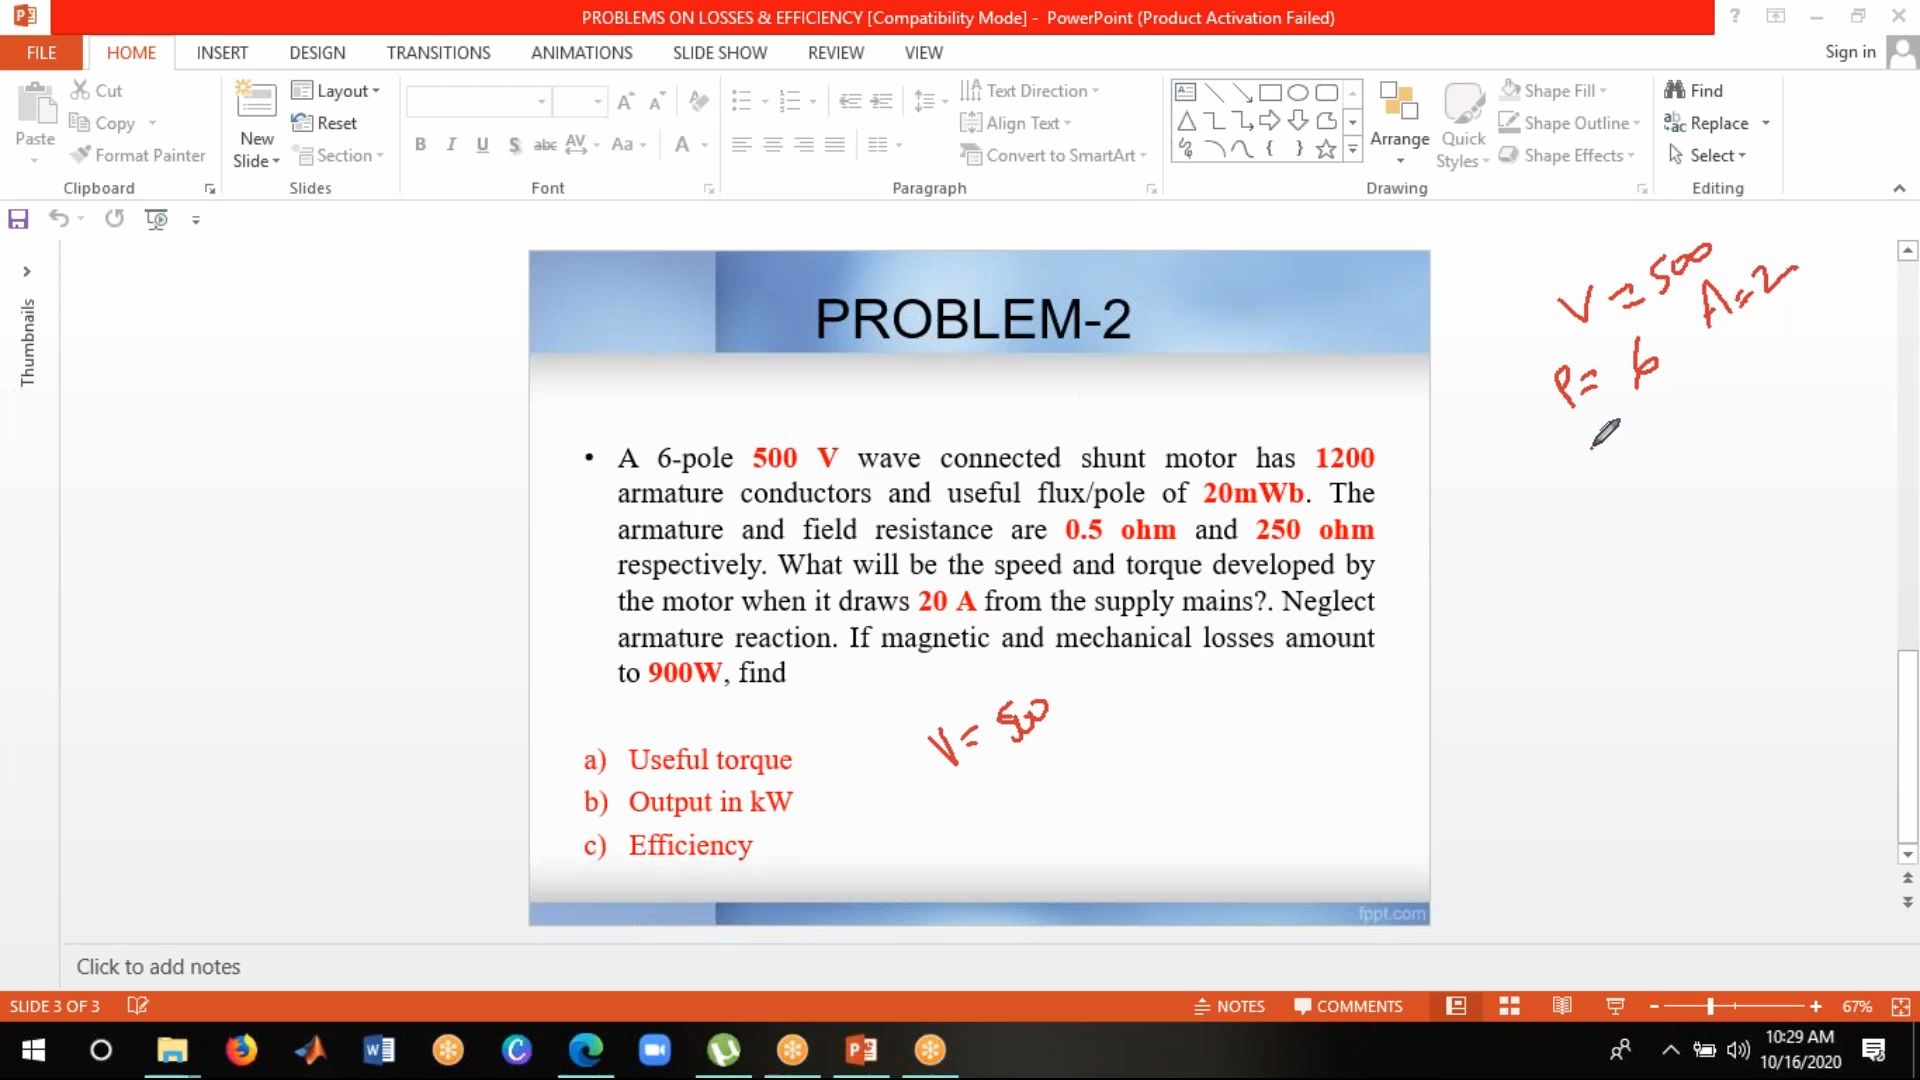 PROBLEMS ON LOSSES & EFFICIENCY [Compatibility Mode] - PowerPoint (Product Activation Failed)
FILE HOME INSERT DESIGN TRANSITIONS ANIMATIONS SLIDE SHOW REVIEW VIEW Sign in
Paste
Cut
Copy
Format Painter
Clipboard
New Slide
Layout
Reset
Section
Slides
Font
Text Direction
Align Text
Convert to SmartArt
Paragraph
Arrange
Quick Styles
Shape Fill
Shape Outline
Shape Effects
Drawing
Find
Replace
Select
Editing
Thumbnails
V = 500
A = 2
P = 6
PROBLEM-2
• A 6-pole 500 V wave connected shunt motor has 1200
armature conductors and useful flux/pole of 20mWb. The
armature and field resistance are 0.5 ohm and 250 ohm
respectively. What will be the speed and torque developed by
the motor when it draws 20 A from the supply mains?. Neglect
armature reaction. If magnetic and mechanical losses amount
to 900W, find
V = 500
a) Useful torque
b) Output in kW
c) Efficiency
fppt.com
Click to add notes
SLIDE 3 OF 3 NOTES COMMENTS 67%
10:29 AM
10/16/2020